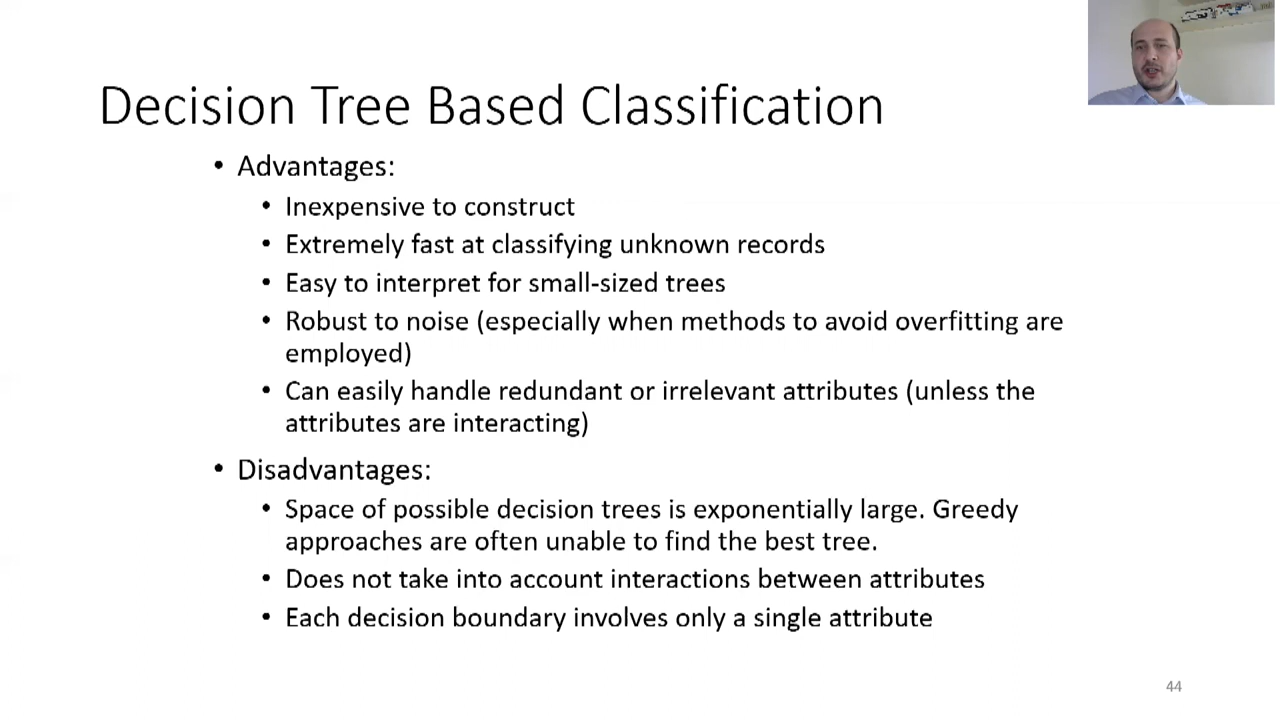 Decision Tree Based Classification
• Advantages:
• Inexpensive to construct
• Extremely fast at classifying unknown records
• Easy to interpret for small-sized trees
• Robust to noise (especially when methods to avoid overfitting are
employed)
• Can easily handle redundant or irrelevant attributes (unless the
attributes are interacting)
• Disadvantages:
• Space of possible decision trees is exponentially large. Greedy
approaches are often unable to find the best tree.
• Does not take into account interactions between attributes
• Each decision boundary involves only a single attribute
44